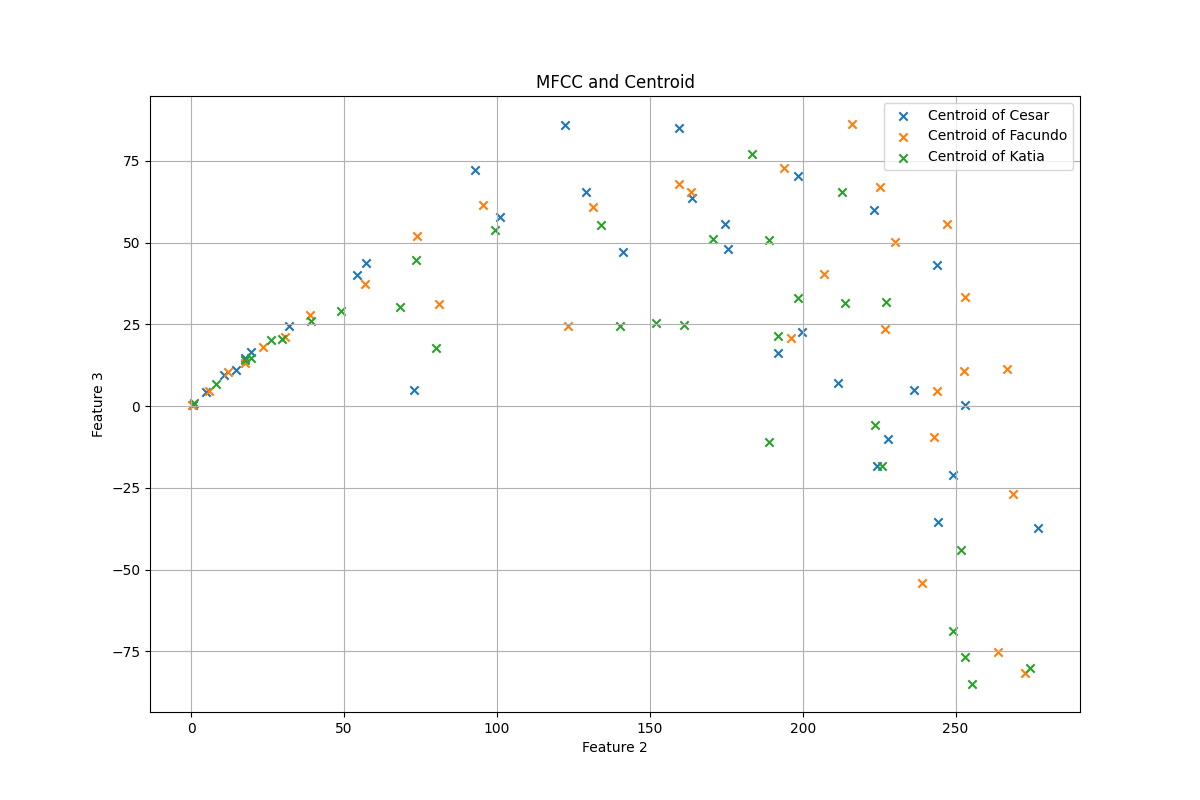 MFCC and Centroid
Centroid of Cesar
Centroid of Facundo
Centroid of Katia
75
50
25
0
−25
−50
−75
Feature 3
0 50 100 150 200 250
Feature 2